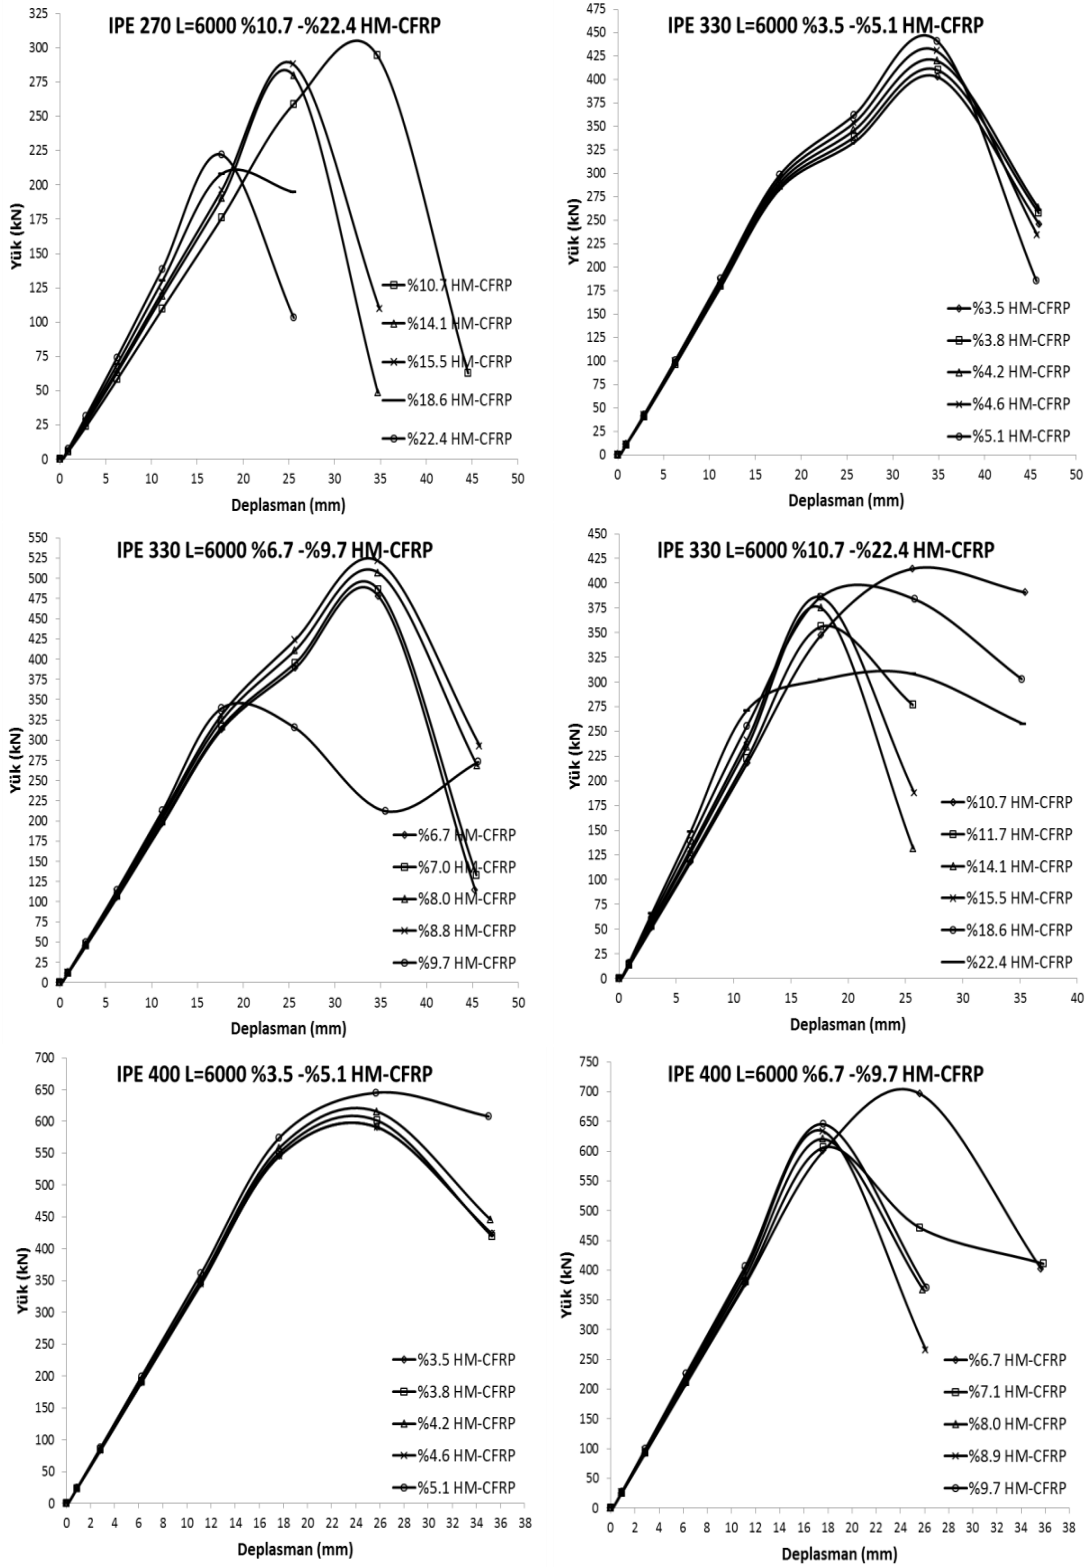 IPE 270 L=6000 %10.7 -%22.4 HM-CFRP
Yük (kN)
325
300
275
250
225
200
175
150
125
100
75
50
25
0
0 5 10 15 20 25 30 35 40 45 50
Deplasman (mm)
%10.7 HM-CFRP
%14.1 HM-CFRP
%15.5 HM-CFRP
%18.6 HM-CFRP
%22.4 HM-CFRP
IPE 330 L=6000 %3.5 -%5.1 HM-CFRP
Yük (kN)
475
450
425
400
375
350
325
300
275
250
225
200
175
150
125
100
75
50
25
0
0 5 10 15 20 25 30 35 40 45 50
Deplasman (mm)
%3.5 HM-CFRP
%3.8 HM-CFRP
%4.2 HM-CFRP
%4.6 HM-CFRP
%5.1 HM-CFRP
IPE 330 L=6000 %6.7 -%9.7 HM-CFRP
Yük (kN)
550
525
500
475
450
425
400
375
350
325
300
275
250
225
200
175
150
125
100
75
50
25
0
0 5 10 15 20 25 30 35 40 45 50
Deplasman (mm)
%6.7 HM-CFRP
%7.0 HM-CFRP
%8.0 HM-CFRP
%8.8 HM-CFRP
%9.7 HM-CFRP
IPE 330 L=6000 %10.7 -%22.4 HM-CFRP
Yük (kN)
450
425
400
375
350
325
300
275
250
225
200
175
150
125
100
75
50
25
0
0 5 10 15 20 25 30 35 40
Deplasman (mm)
%10.7 HM-CFRP
%11.7 HM-CFRP
%14.1 HM-CFRP
%15.5 HM-CFRP
%18.6 HM-CFRP
%22.4 HM-CFRP
IPE 400 L=6000 %3.5 -%5.1 HM-CFRP
Yük (kN)
700
650
600
550
500
450
400
350
300
250
200
150
100
50
0
0 2 4 6 8 10 12 14 16 18 20 22 24 26 28 30 32 34 36 38
Deplasman (mm)
%3.5 HM-CFRP
%3.8 HM-CFRP
%4.2 HM-CFRP
%4.6 HM-CFRP
%5.1 HM-CFRP
IPE 400 L=6000 %6.7 -%9.7 HM-CFRP
Yük (kN)
750
700
650
600
550
500
450
400
350
300
250
200
150
100
50
0
0 2 4 6 8 10 12 14 16 18 20 22 24 26 28 30 32 34 36 38
Deplasman (mm)
%6.7 HM-CFRP
%7.1 HM-CFRP
%8.0 HM-CFRP
%8.9 HM-CFRP
%9.7 HM-CFRP